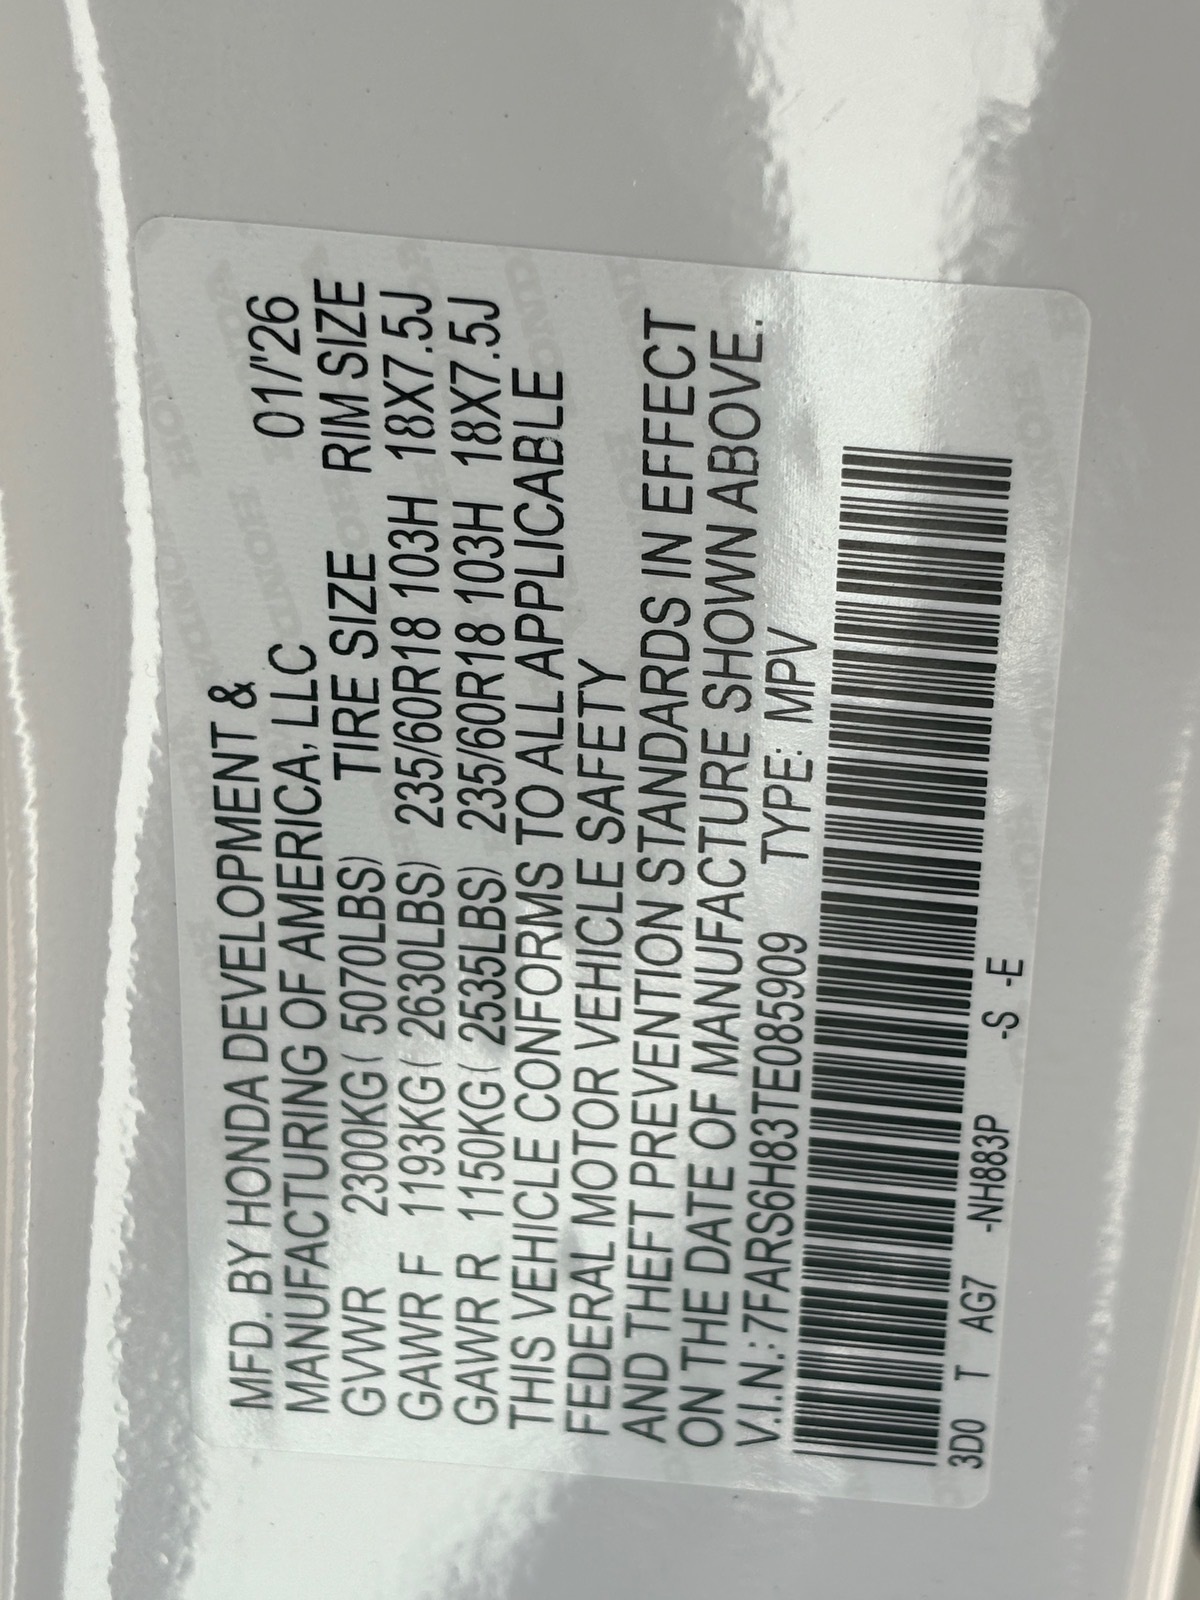 MFD. BY HONDA DEVELOPMENT &
MANUFACTURING OF AMERICA, LLC 01/'26
GVWR 2300KG( 5070LBS) TIRE SIZE RIM SIZE
GAWR F 1193KG( 2630LBS) 235/60R18 103H 18X7.5J
GAWR R 1150KG( 2535LBS) 235/60R18 103H 18X7.5J
THIS VEHICLE CONFORMS TO ALL APPLICABLE
FEDERAL MOTOR VEHICLE SAFETY
AND THEFT PREVENTION STANDARDS IN EFFECT
ON THE DATE OF MANUFACTURE SHOWN ABOVE.
V.I.N.: 7FARS6H83TE085909 TYPE: MPV
3D0 T AG7 -NH883P -S -E